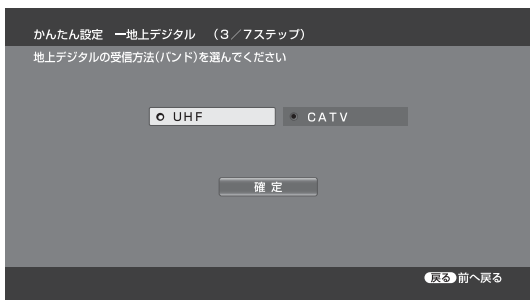 かんたん設定 ー地上デジタル (3/7ステップ)
地上デジタルの受信方法(バンド)を選んでください
UHF CATV
確定
戻る 前へ戻る